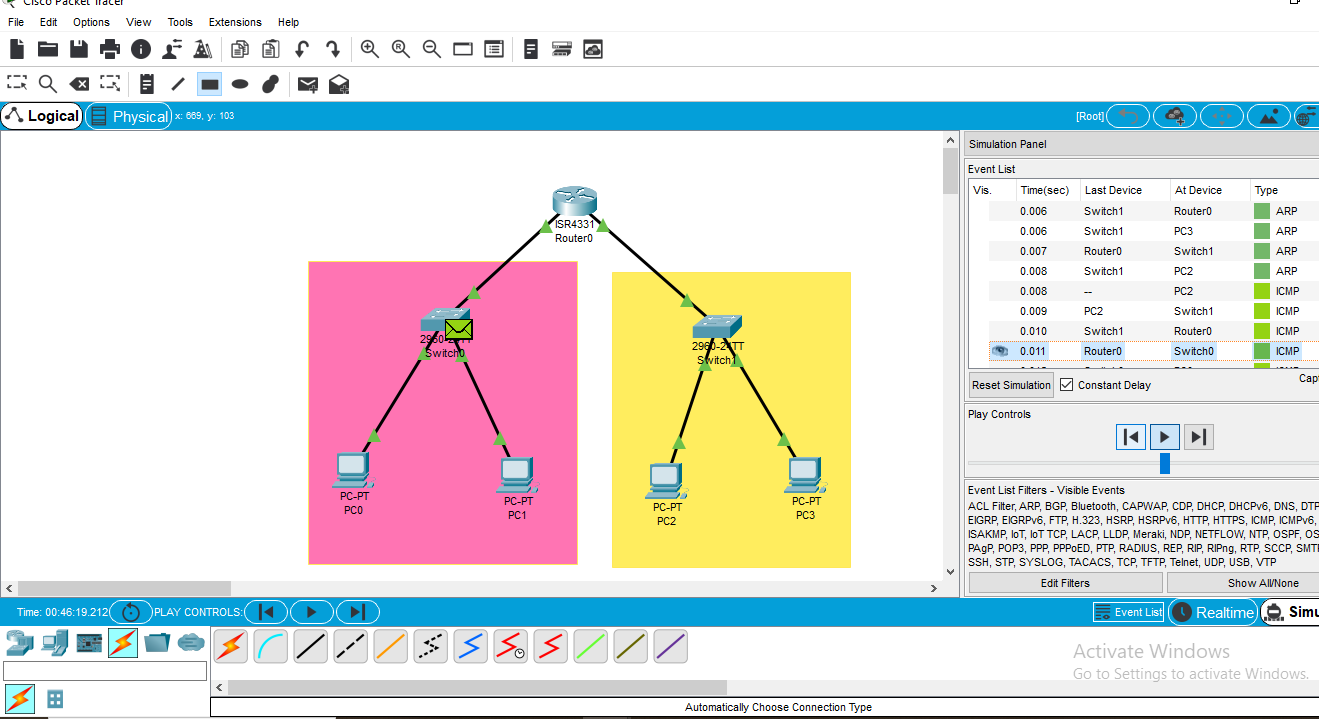 Cisco Packet Tracer
File Edit Options View Tools Extensions Help
Logical Physical x: 669, y: 103 [Root]
Simulation Panel
Event List
Vis. Time(sec) Last Device At Device Type
0.006 Switch1 Router0 ARP
0.006 Switch1 PC3 ARP
0.007 Router0 Switch1 ARP
0.008 Switch1 PC2 ARP
0.008 -- PC2 ICMP
0.009 PC2 Switch1 ICMP
0.010 Switch1 Router0 ICMP
0.011 Router0 Switch0 ICMP
Reset Simulation Constant Delay Capt
Play Controls
Event List Filters - Visible Events
ACL Filter, ARP, BGP, Bluetooth, CAPWAP, CDP, DHCP, DHCPv6, DNS, DTP
EIGRP, EIGRPv6, FTP, H.323, HSRP, HSRPv6, HTTP, HTTPS, ICMP, ICMPv6,
ISAKMP, IoT, IoT TCP, LACP, LLDP, Meraki, NDP, NETFLOW, NTP, OSPF, OS
PAgP, POP3, PPP, PPPoED, PTP, RADIUS, REP, RIP, RIPng, RTP, SCCP, SMT
SSH, STP, SYSLOG, TACACS, TCP, TFTP, Telnet, UDP, USB, VTP
Edit Filters Show All/None
ISR4331
Router0
Switch0
2960-24TT
Switch1
PC-PT
PC0
PC-PT
PC1
PC-PT
PC2
PC-PT
PC3
Time: 00:46:19.212 PLAY CONTROLS: Event List Realtime Simu
Activate Windows
Go to Settings to activate Windows.
Automatically Choose Connection Type